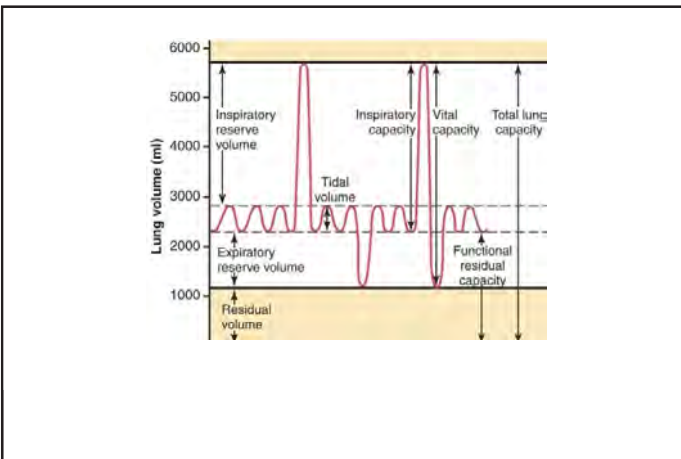 6000
5000
4000
3000
2000
1000
Lung volume (ml)
Inspiratory
reserve
volume
Tidal
volume
Inspiratory
capacity
Vital
capacity
Total lung
capacity
Expiratory
reserve volume
Functional
residual
capacity
Residual
volume